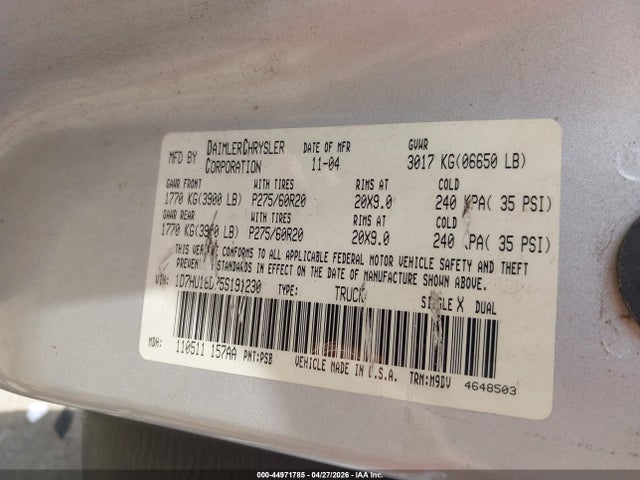 MFD BY DAIMLERCHRYSLER CORPORATION DATE OF MFR 11-04 GVWR 3017 KG(06650 LB)
GAWR FRONT WITH TIRES RIMS AT COLD
1770 KG(3900 LB) P275/60R20 20X9.0 240 KPA( 35 PSI)
GAWR REAR WITH TIRES RIMS AT COLD
1770 KG(3900 LB) P275/60R20 20X9.0 240 KPA( 35 PSI)
THIS VEHICLE CONFORMS TO ALL APPLICABLE FEDERAL MOTOR VEHICLE SAFETY AND THEFT
PREVENTION STANDARDS IN EFFECT ON THE DATE OF MANUFACTURE SHOWN ABOVE.
VIN: TYPE: TRUCK SINGLE X DUAL
MDH: 110511 157AA PNT:PSB VEHICLE MADE IN U.S.A. TRM:M9DV 4648503
000-44971785 - 04/27/2026 - IAA Inc.